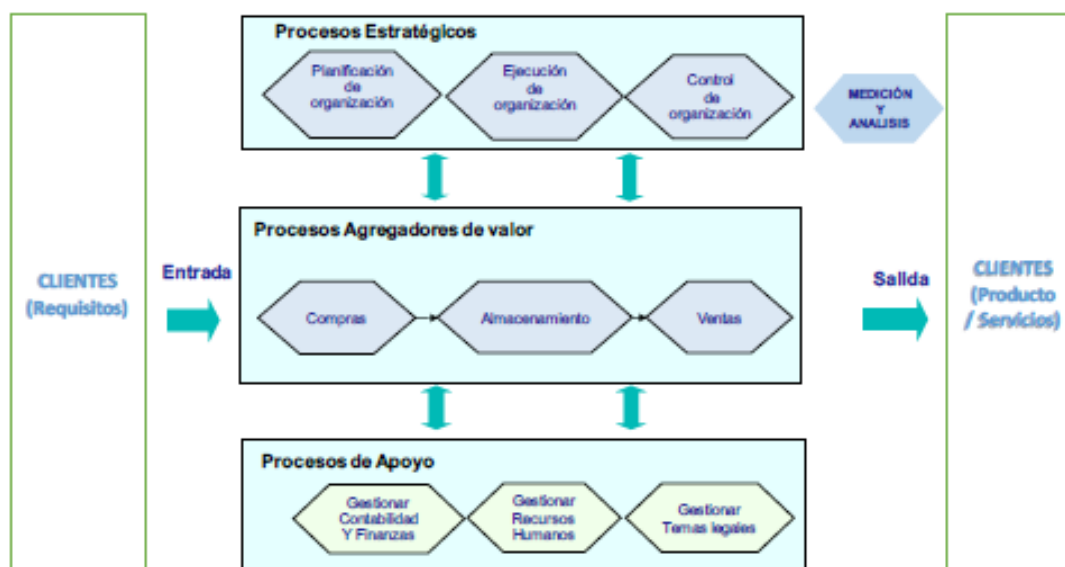 Procesos Estratégicos
Planificación
de
organización
Ejecución
de
organización
Control
de
organización
MEDICIÓN
Y
ANALISIS
Procesos Agregadores de valor
CLIENTES
(Requisitos)
Entrada
Compras
Almacenamiento
Ventas
Salida
CLIENTES
(Producto
/ Servicios)
Procesos de Apoyo
Gestionar
Contabilidad
Y Finanzas
Gestionar
Recursos
Humanos
Gestionar
Temas legales